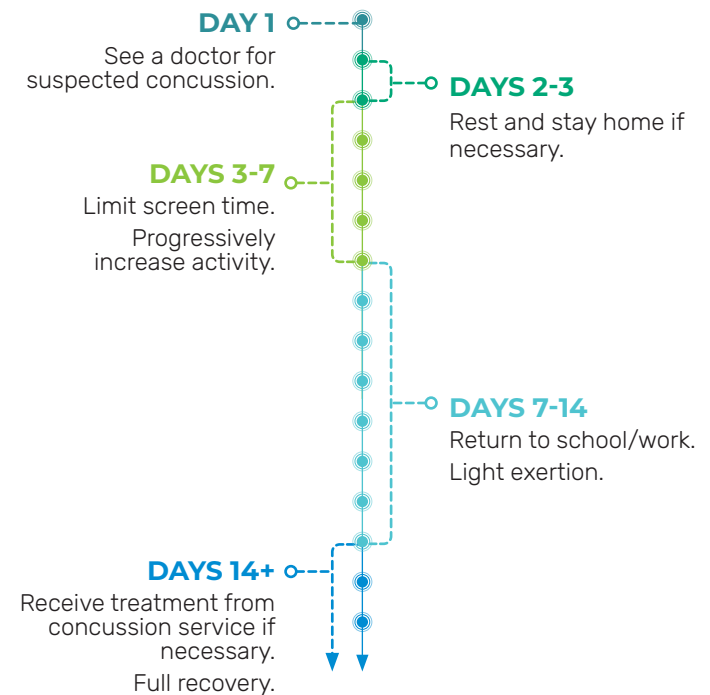 DAY 1
See a doctor for
suspected concussion.
DAYS 2-3
Rest and stay home if
necessary.
DAYS 3-7
Limit screen time.
Progressively
increase activity.
DAYS 7-14
Return to school/work.
Light exertion.
DAYS 14+
Receive treatment from
concussion service if
necessary.
Full recovery.